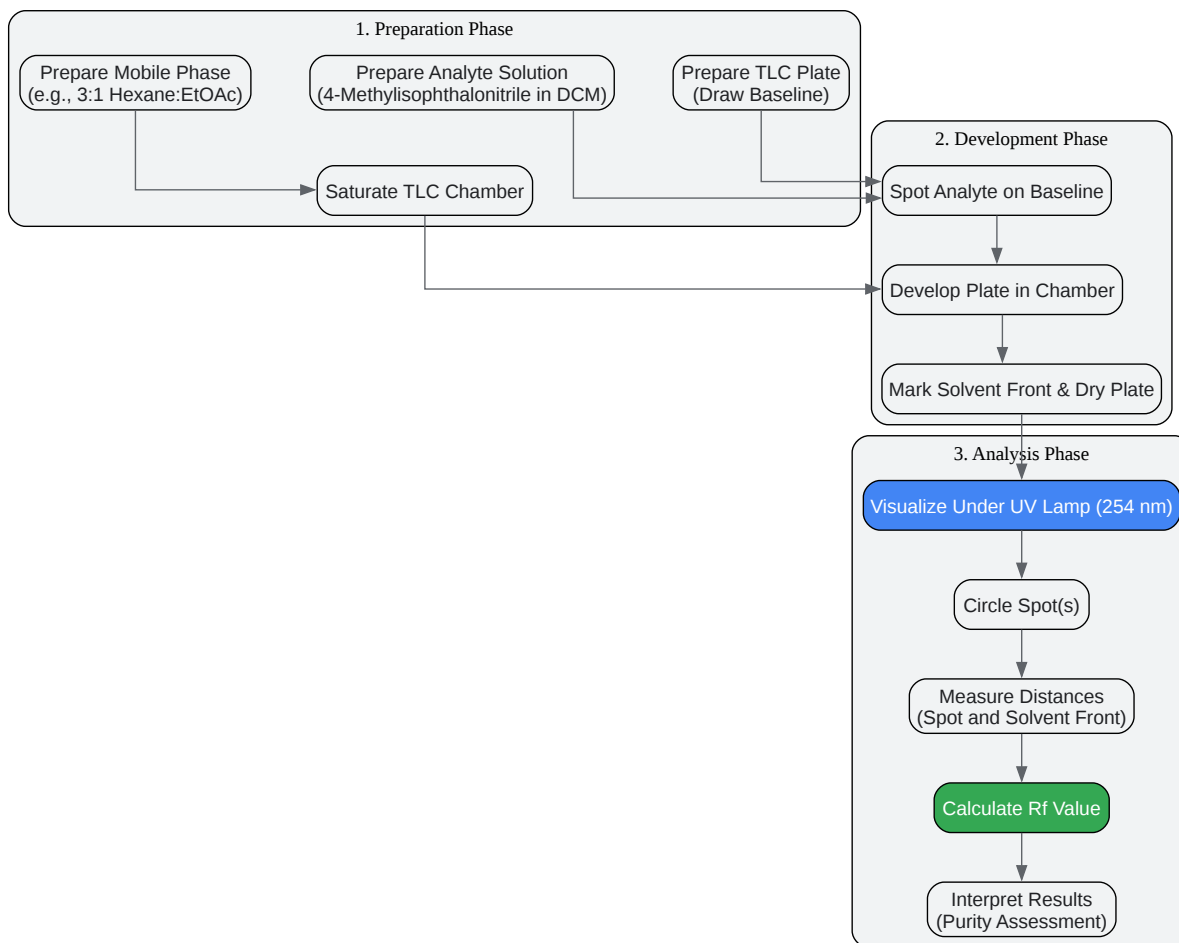 1. Preparation Phase
Prepare Mobile Phase
(e.g., 3:1 Hexane:EtOAc)
Prepare Analyte Solution
(4-Methylisophthalonitrile in DCM)
Prepare TLC Plate
(Draw Baseline)
Saturate TLC Chamber
2. Development Phase
Spot Analyte on Baseline
Develop Plate in Chamber
Mark Solvent Front & Dry Plate
3. Analysis Phase
Visualize Under UV Lamp (254 nm)
Circle Spot(s)
Measure Distances
(Spot and Solvent Front)
Calculate Rf Value
Interpret Results
(Purity Assessment)